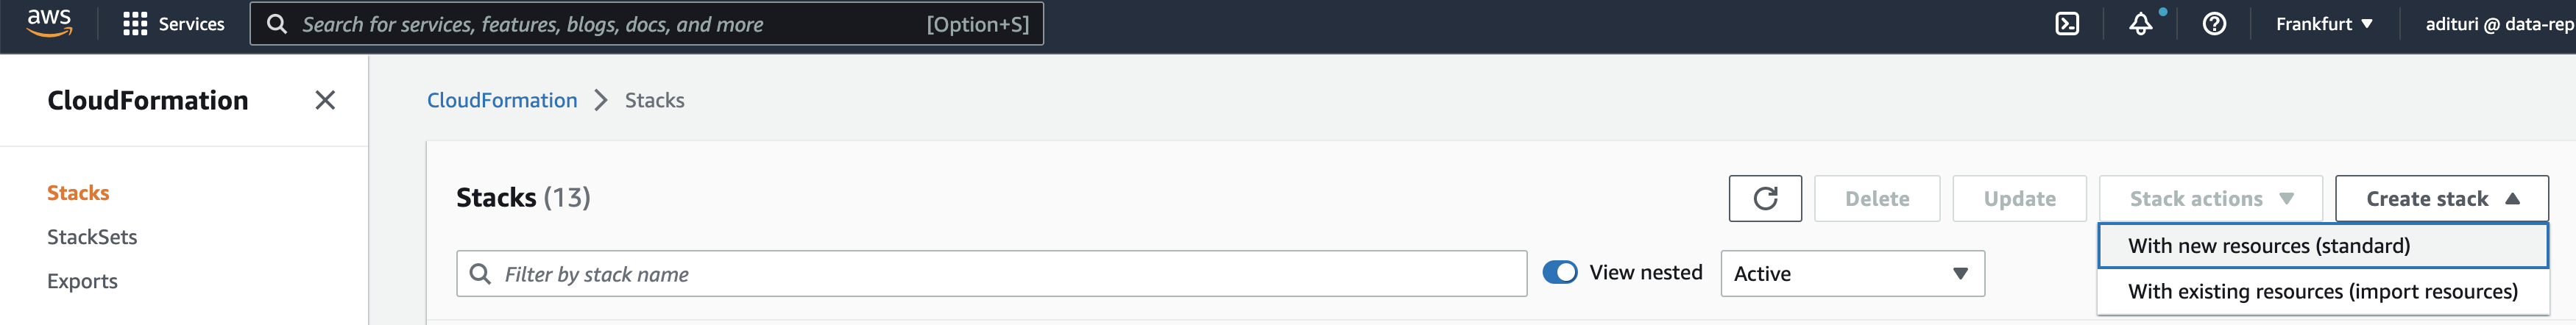 aws
Services
Search for services, features, blogs, docs, and more
[Option+S]
Frankfurt
adituri @ data-rep
CloudFormation
CloudFormation
Stacks
Stacks
StackSets
Exports
Stacks (13)
Delete
Update
Stack actions
Create stack
With new resources (standard)
With existing resources (import resources)
Filter by stack name
View nested
Active